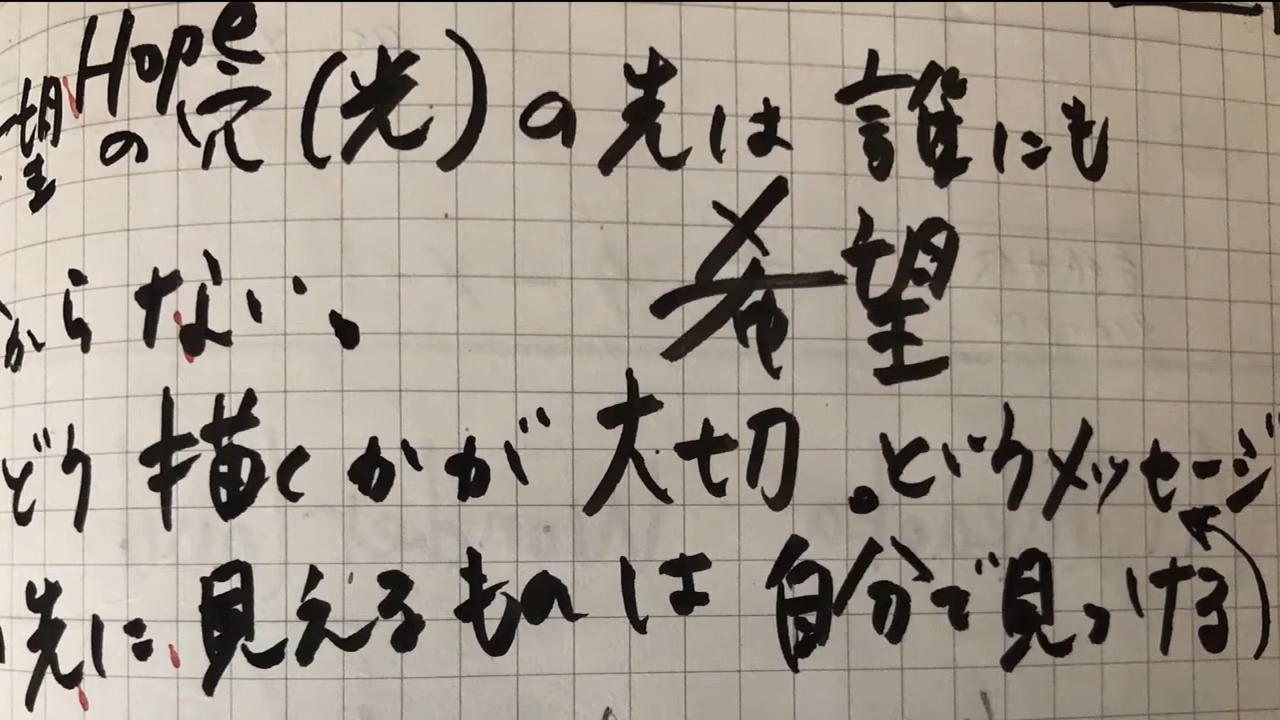 Hope
望の穴(光)の先は誰にも
からない。
希望
どう描くかが大切。というメッセージ
先に見えるものは自分で見つける)